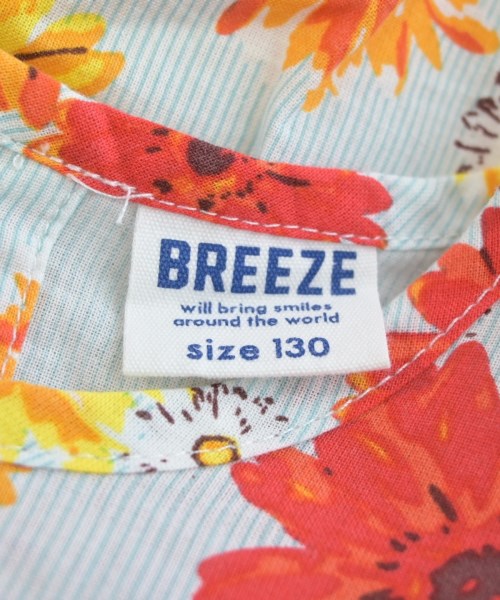 BREEZE
will bring smiles
around the world
size 130